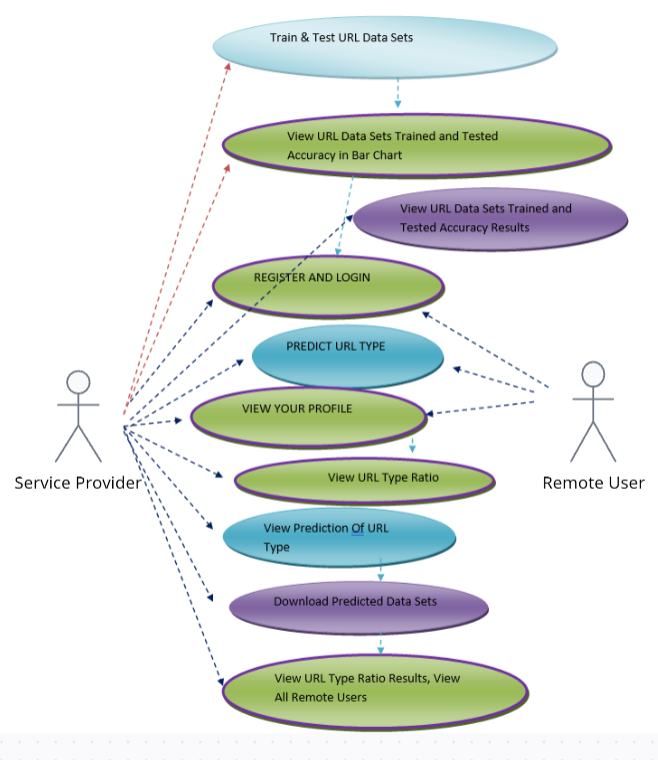 Train & Test URL Data Sets
View URL Data Sets Trained and Tested
Accuracy in Bar Chart
View URL Data Sets Trained and
Tested Accuracy Results
REGISTER AND LOGIN
PREDICT URL TYPE
VIEW YOUR PROFILE
Service Provider
Remote User
View URL Type Ratio
View Prediction Of URL
Type
Download Predicted Data Sets
View URL Type Ratio Results, View
All Remote Users